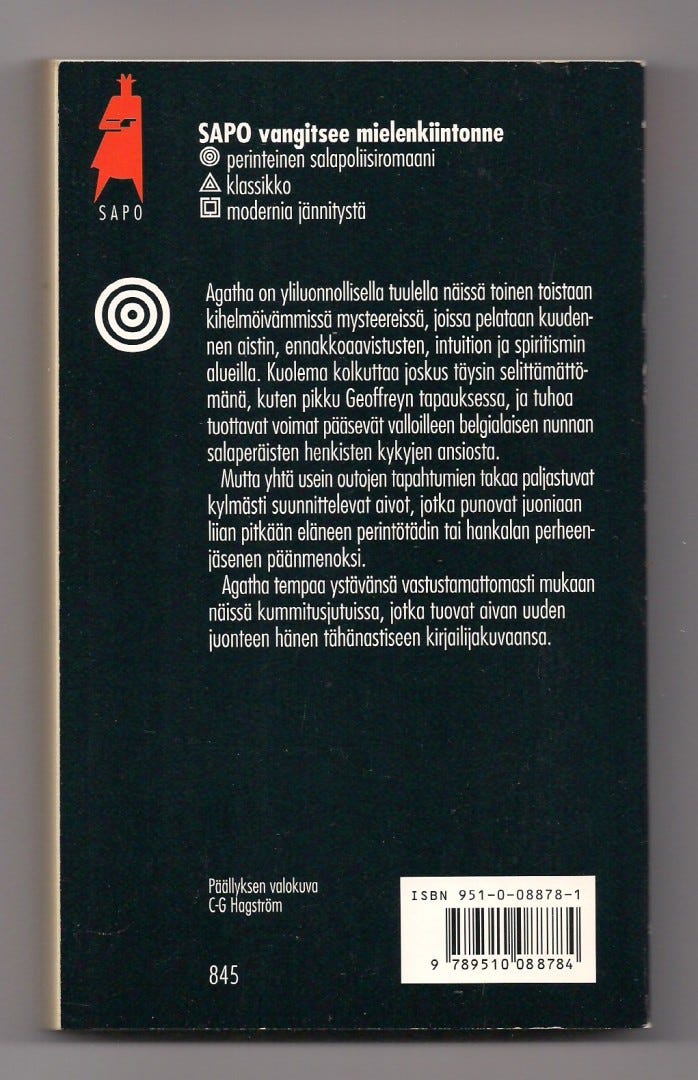 SAPO
SAPO vangitsee mielenkiintonne
perinteinen salapoliisiromaani
klassikko
modernia jännitystä
Agatha on yliluonnollisella tuulella näissä toinen toistaan
kihelmöivämmissä mysteereissä, joissa pelataan kuuden-
nen aistin, ennakkoaavistusten, intuition ja spiritismin
alueilla. Kuolema kolkuttaa joskus täysin selittämättö-
mänä, kuten pikku Geoffreyn tapauksessa, ja tuhoa
tuottavat voimat pääsevät valloilleen belgialaisen nunnan
salaperäisten henkisten kykyjen ansiosta.
Mutta yhtä usein outojen tapahtumien takaa paljastuvat
kylmästi suunnittelevat aivot, jotka punovat juoniaan
liian pitkään eläneen perintötädin tai hankalan perheen-
jäsenen päänmenoksi.
Agatha tempaa ystävänsä vastustamattomasti mukaan
näissä kummitusjutuissa, jotka tuovat aivan uuden
juonteen hänen tähänastiseen kirjailijakuvaansa.
Päällyksen valokuva
C-G Hagström
845
ISBN 951-0-08878-1
9 789510 088784